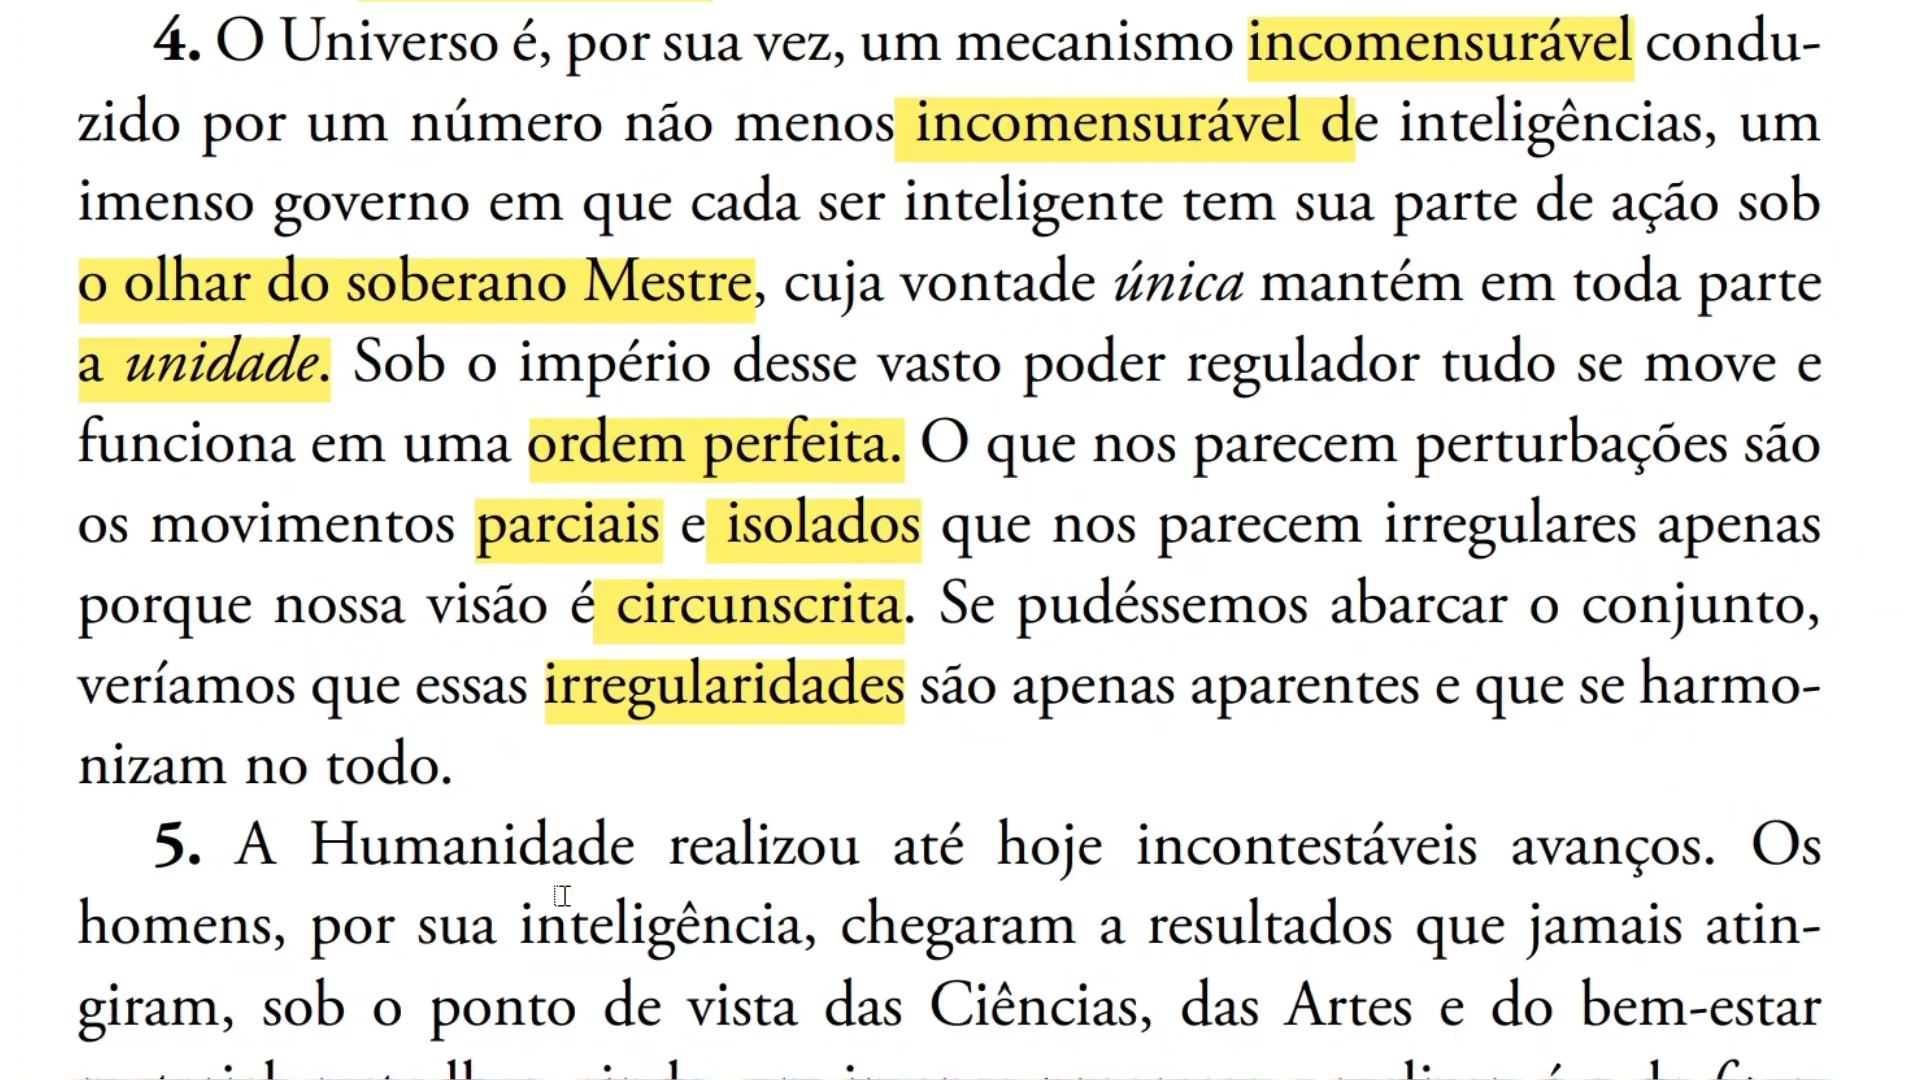 4. O Universo é, por sua vez, um mecanismo incomensurável condu-
zido por um número não menos incomensurável de inteligências, um
imenso governo em que cada ser inteligente tem sua parte de ação sob
o olhar do soberano Mestre, cuja vontade única mantém em toda parte
a unidade. Sob o império desse vasto poder regulador tudo se move e
funciona em uma ordem perfeita. O que nos parecem perturbações são
os movimentos parciais e isolados que nos parecem irregulares apenas
porque nossa visão é circunscrita. Se pudéssemos abarcar o conjunto,
veríamos que essas irregularidades são apenas aparentes e que se harmo-
nizam no todo.
5. A Humanidade realizou até hoje incontestáveis avanços. Os
homens, por sua inteligência, chegaram a resultados que jamais atin-
giram, sob o ponto de vista das Ciências, das Artes e do bem-estar